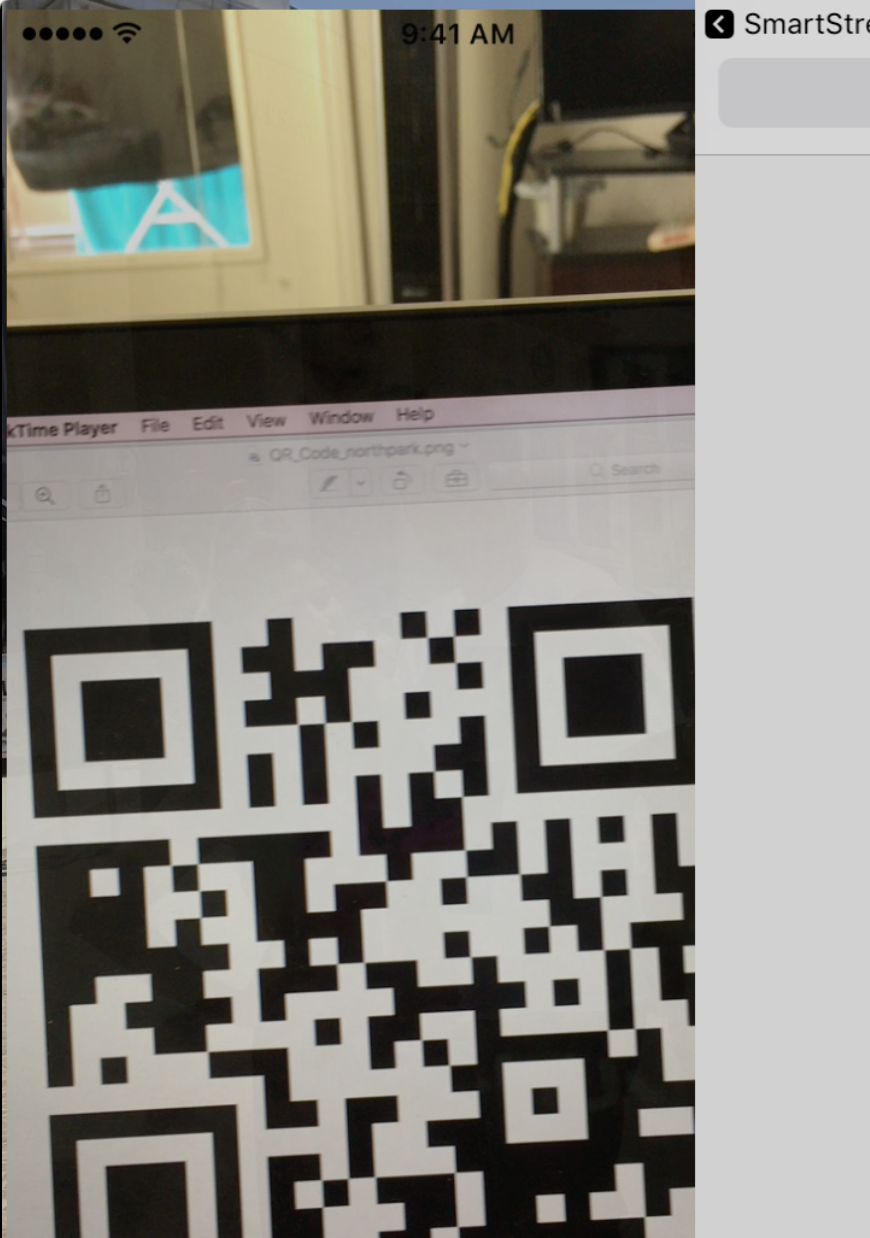 9:41 AM
SmartStre
kTime Player File Edit View Window Help
QR_Code_northpark.png
Search